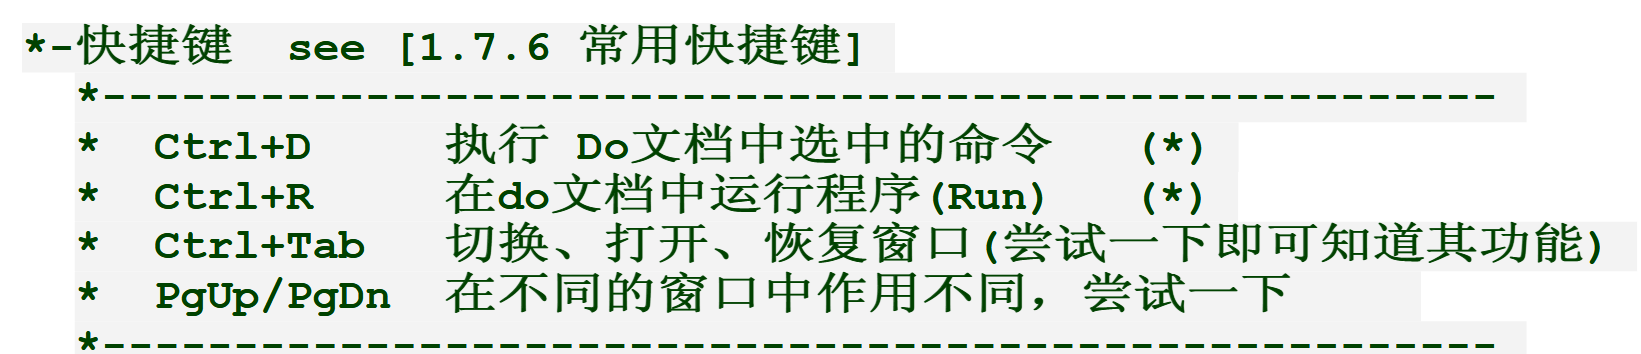 *-快捷键  see [1.7.6 常用快捷键]
*-----------------------------------------------------
*  Ctrl+D     执行 Do文档中选中的命令   (*)
*  Ctrl+R     在do文档中运行程序(Run)   (*)
*  Ctrl+Tab   切换、打开、恢复窗口(尝试一下即可知道其功能)
*  PgUp/PgDn  在不同的窗口中作用不同，尝试一下
*-----------------------------------------------------